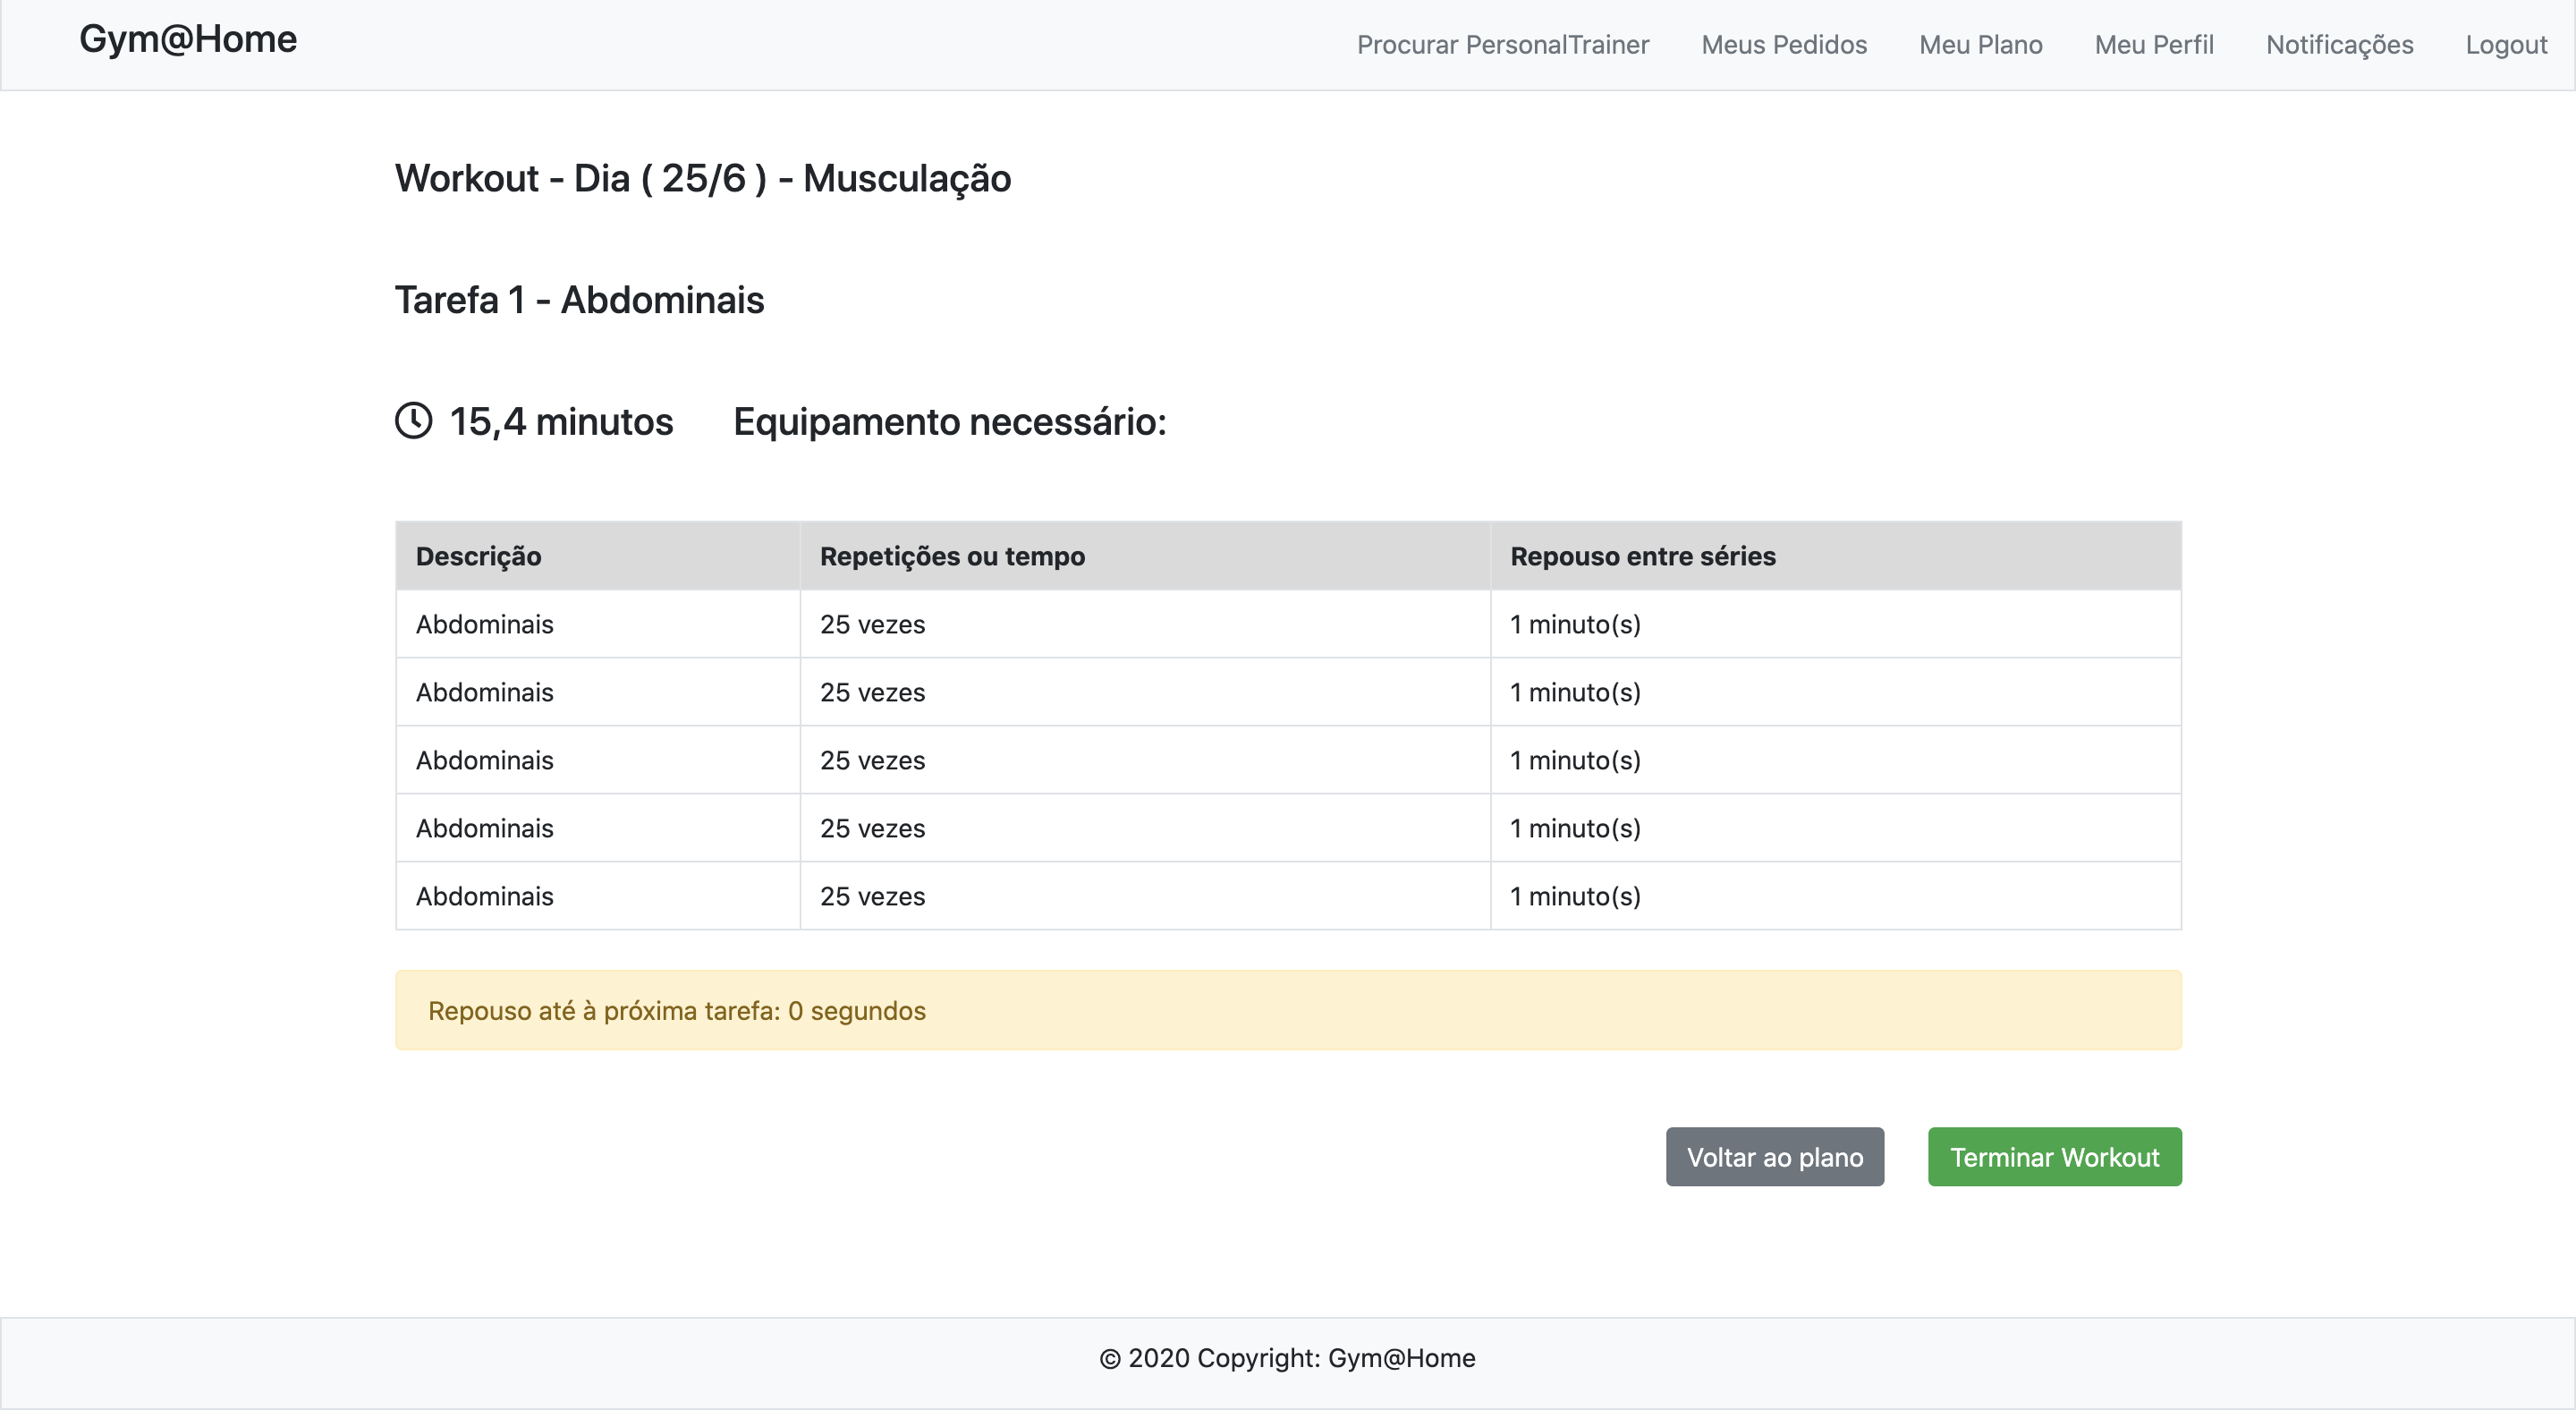 Gym@Home Procurar PersonalTrainer Meus Pedidos Meu Plano Meu Perfil Notificações Logout
Workout - Dia ( 25/6 ) - Musculação
Tarefa 1 - Abdominais
15,4 minutos Equipamento necessário:
Descrição Repetições ou tempo Repouso entre séries
Abdominais 25 vezes 1 minuto(s)
Abdominais 25 vezes 1 minuto(s)
Abdominais 25 vezes 1 minuto(s)
Abdominais 25 vezes 1 minuto(s)
Abdominais 25 vezes 1 minuto(s)
Repouso até à próxima tarefa: 0 segundos
Voltar ao plano Terminar Workout
© 2020 Copyright: Gym@Home